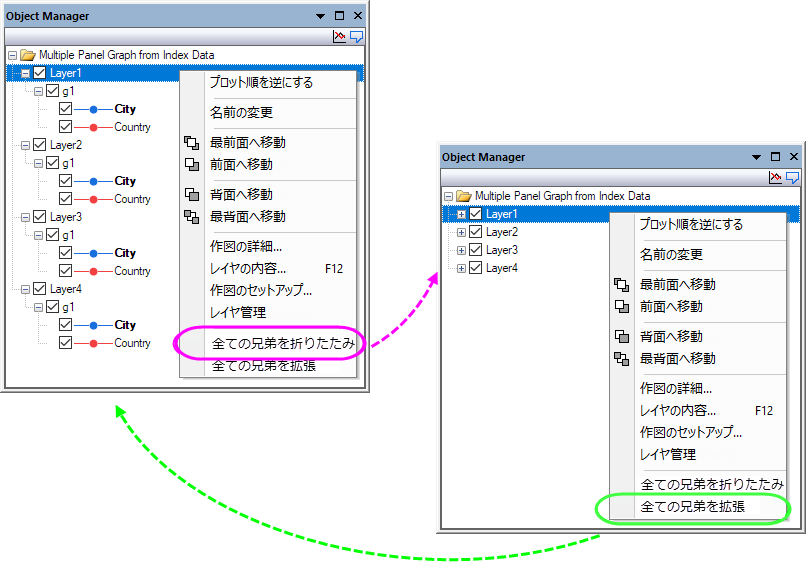 Object Manager
Multiple Panel Graph from Index Data
Layer1
g1
City
Country
Layer2
g1
City
Country
Layer3
g1
City
Country
Layer4
g1
City
Country
プロット順を逆にする
名前の変更
最前面へ移動
前面へ移動
背面へ移動
最背面へ移動
作図の詳細...
レイヤの内容... F12
作図のセットアップ...
レイヤ管理
全ての兄弟を折りたたみ
全ての兄弟を拡張
Object Manager
Multiple Panel Graph from Index Data
Layer1
Layer2
Layer3
Layer4
プロット順を逆にする
名前の変更
最前面へ移動
前面へ移動
背面へ移動
最背面へ移動
作図の詳細...
レイヤの内容... F12
作図のセットアップ...
レイヤ管理
全ての兄弟を折りたたみ
全ての兄弟を拡張